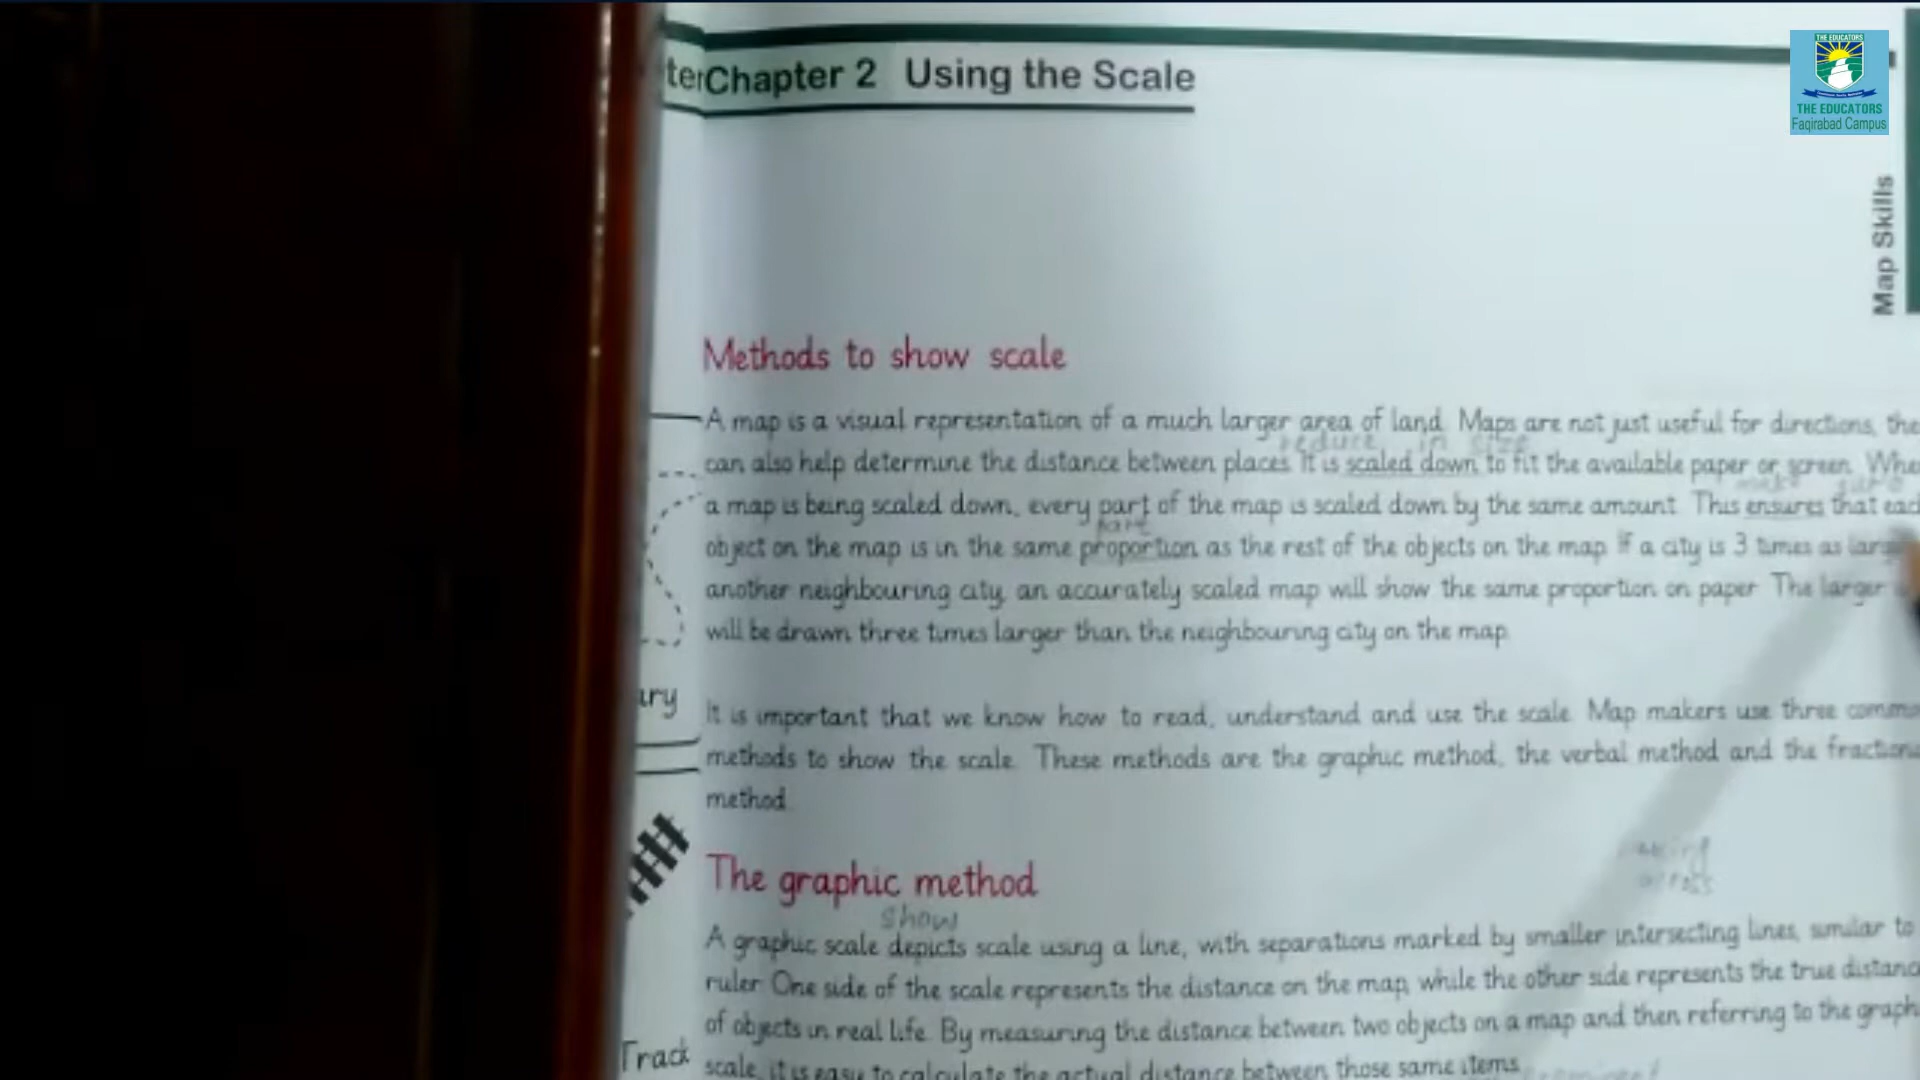 Chapter 2 Using the Scale
THE EDUCATORS
THE EDUCATORS
Faqirabad Campus
Map Skills
Methods to show scale
A map is a visual representation of a much larger area of land. Maps are not just useful for directions, the
reduce in size
can also help determine the distance between places. It is scaled down to fit the available paper or screen. Whe
make sure
a map is being scaled down, every part of the map is scaled down by the same amount. This ensures that eac
part
object on the map is in the same proportion as the rest of the objects on the map. If a city is 3 times as
another neighbouring city, an accurately scaled map will show the same proportion on paper. The larger
will be drawn three times larger than the neighbouring city on the map.
ary
It is important that we know how to read, understand and use the scale. Map makers use three comm
methods to show the scale. These methods are the graphic method, the verbal method and the fraction
method.
The graphic method
show
across
A graphic scale depicts scale using a line, with separations marked by smaller intersecting lines, similar to
ruler. One side of the scale represents the distance on the map, while the other side represents the true distanc
of objects in real life. By measuring the distance between two objects on a map and then referring to the graph
Track
scale, it is easy to calculate the actual distance between those same items.